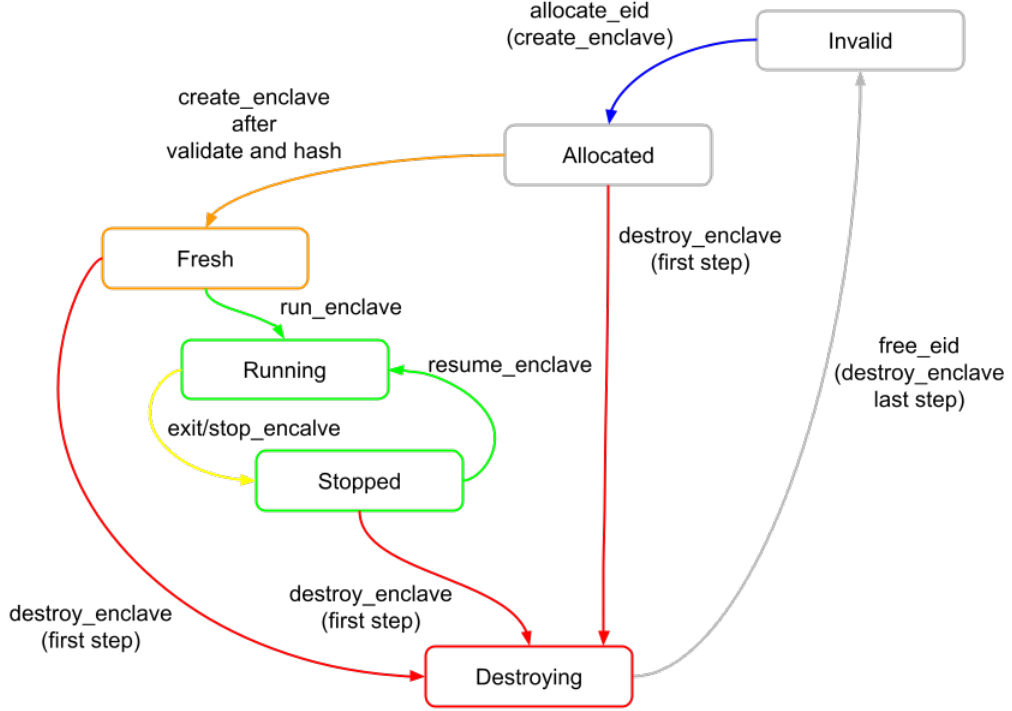 allocate_eid
(create_enclave)
Invalid
create_enclave
after
validate and hash
Allocated
destroy_enclave
(first step)
Fresh
run_enclave
Running
resume_enclave
free_eid
(destroy_enclave
last step)
exit/stop_encalve
Stopped
destroy_enclave
(first step)
destroy_enclave
(first step)
Destroying